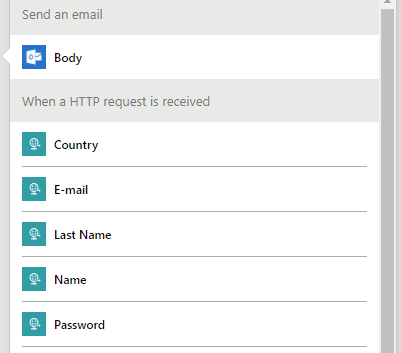 Send an email
Body
When a HTTP request is received
Country
E-mail
Last Name
Name
Password